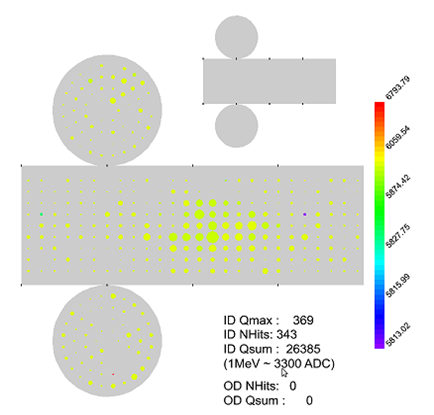 6793.79
6059.54
5874.42
5827.75
5815.99
5813.02
ID Qmax : 369
ID NHits: 343
ID Qsum : 26385
(1MeV ~ 3300 ADC)
OD NHits: 0
OD Qsum : 0